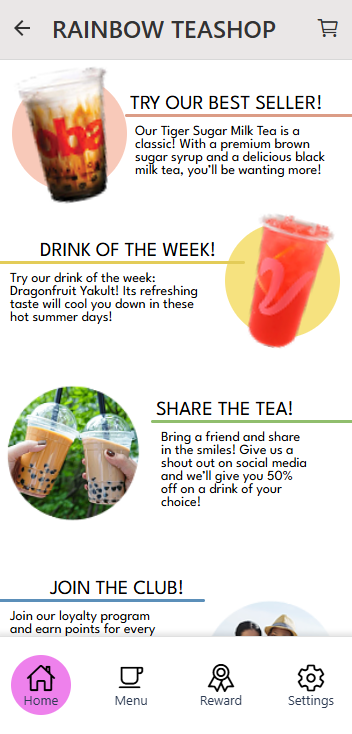 RAINBOW TEASHOP
TRY OUR BEST SELLER!
Our Tiger Sugar Milk Tea is a
classic! With a premium brown
sugar syrup and a delicious black
milk tea, you'll be wanting more!
oba
DRINK OF THE WEEK!
Try our drink of the week:
Dragonfruit Yakult! Its refreshing
taste will cool you down in these
hot summer days!
SHARE THE TEA!
Bring a friend and share
in the smiles! Give us a
shout out on social media
and we'll give you 50%
off on a drink of your
choice!
JOIN THE CLUB!
Join our loyalty program
and earn points for every
Home
Menu
Reward
Settings